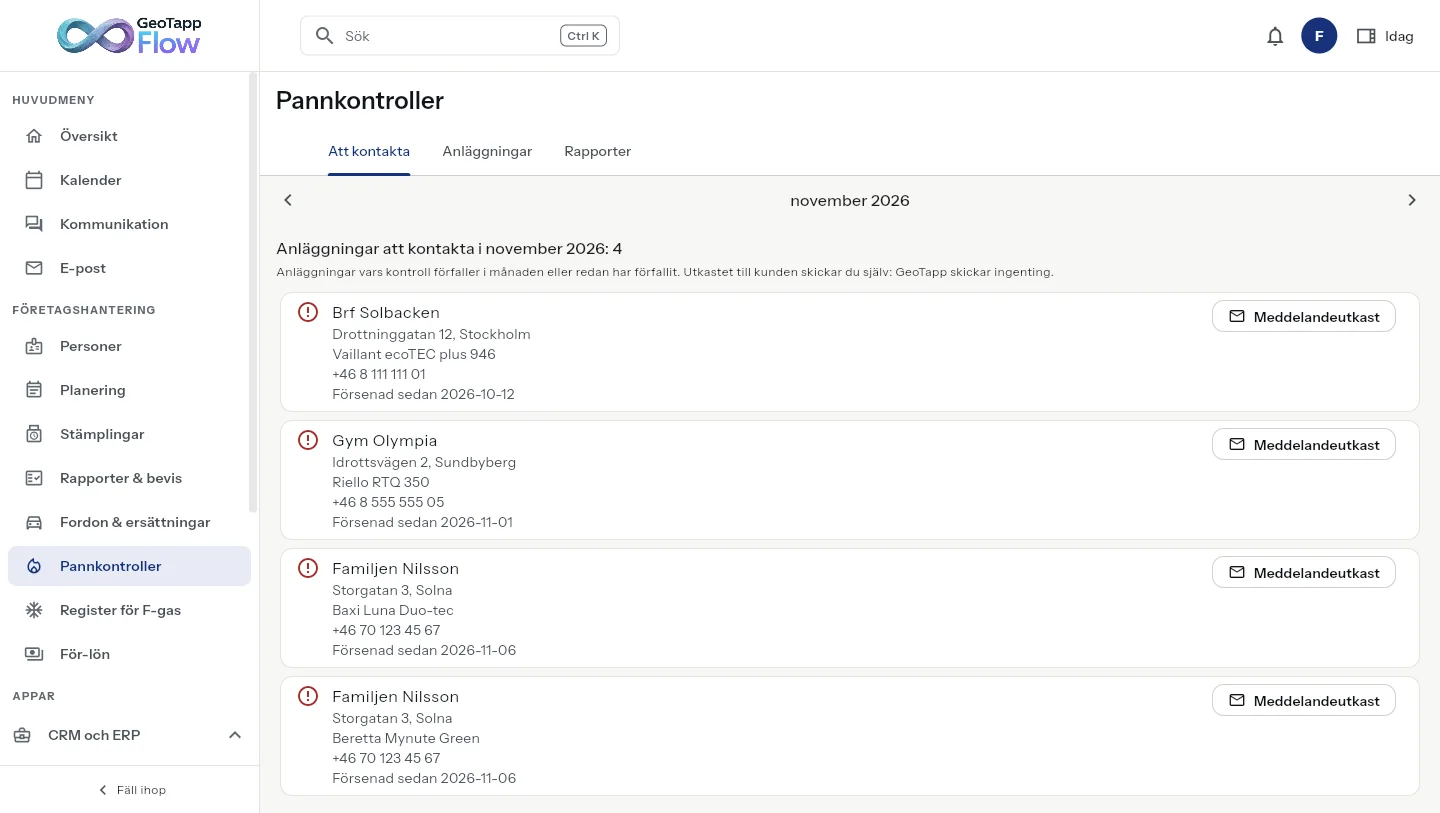 GeoTapp
Flow
Sök
Ctrl K
F
Idag
HUVUDMENY
Översikt
Kalender
Kommunikation
E-post
FÖRETAGSHANTERING
Personer
Planering
Stämplingar
Rapporter & bevis
Fordon & ersättningar
Pannkontroller
Register för F-gas
För-lön
APPAR
CRM och ERP
Fäll ihop
Pannkontroller
Att kontakta
Anläggningar
Rapporter
november 2026
Anläggningar att kontakta i november 2026: 4
Anläggningar vars kontroll förfaller i månaden eller redan har förfallit. Utkastet till kunden skickar du själv: GeoTapp skickar ingenting.
Brf Solbacken
Drottninggatan 12, Stockholm
Vaillant ecoTEC plus 946
+46 8 111 111 01
Försenad sedan 2026-10-12
Meddelandeutkast
Gym Olympia
Idrottsvägen 2, Sundbyberg
Riello RTQ 350
+46 8 555 555 05
Försenad sedan 2026-11-01
Meddelandeutkast
Familjen Nilsson
Storgatan 3, Solna
Baxi Luna Duo-tec
+46 70 123 45 67
Försenad sedan 2026-11-06
Meddelandeutkast
Familjen Nilsson
Storgatan 3, Solna
Beretta Mynute Green
+46 70 123 45 67
Försenad sedan 2026-11-06
Meddelandeutkast